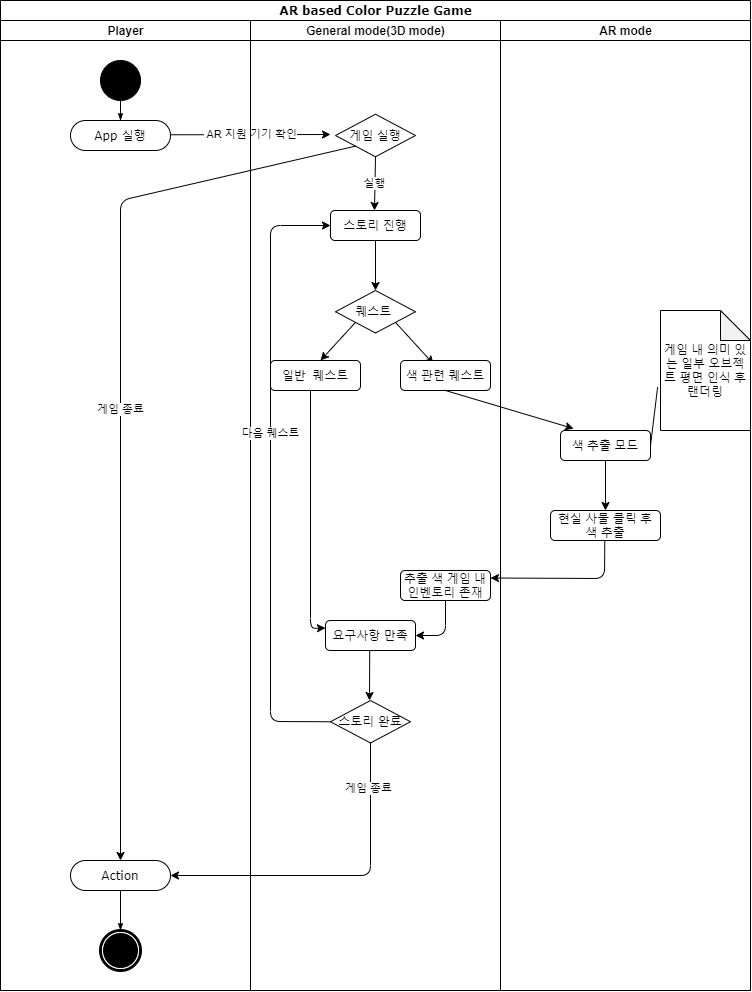 AR based Color Puzzle Game
Player
General mode(3D mode)
AR mode
App 실행
AR 지원 기기 확인
게임 실행
실행
스토리 진행
퀘스트
일반 퀘스트
색 관련 퀘스트
게임 내 의미 있
는 일부 오브젝
트 평면 인식 후
랜더링
게임 종료
다음 퀘스트
색 추출 모드
현실 사물 클릭 후
색 추출
추출 색 게임 내
인벤토리 존재
요구사항 만족
스토리 완료
게임 종료
Action